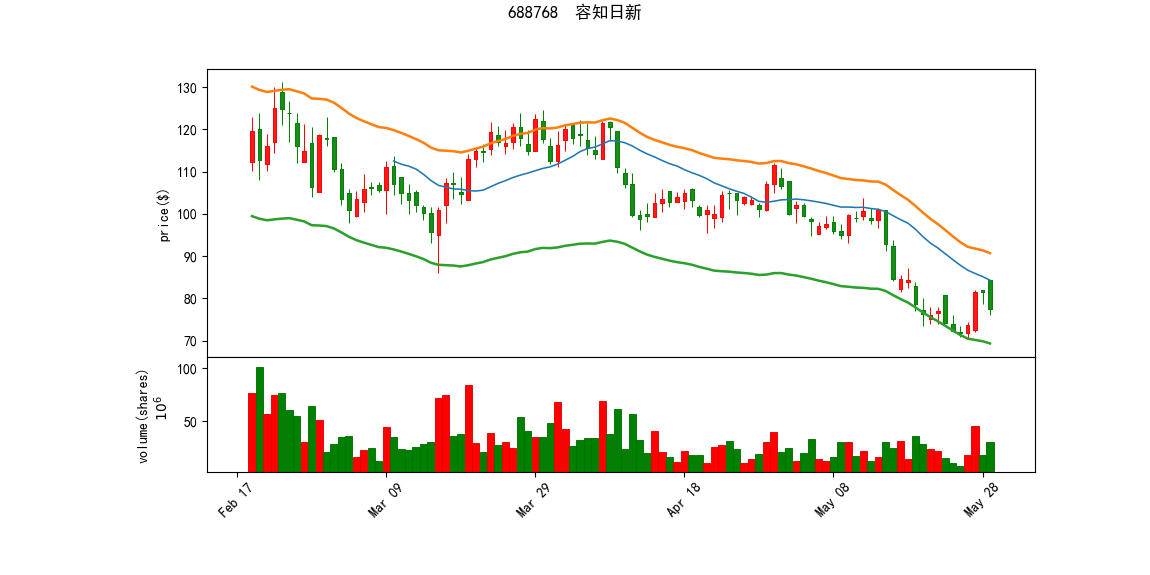 688768 容知日新
price($)
130
120
110
100
90
80
70
volume(shares)
10^6
100
50
Feb 17
Mar 09
Mar 29
Apr 18
May 08
May 28